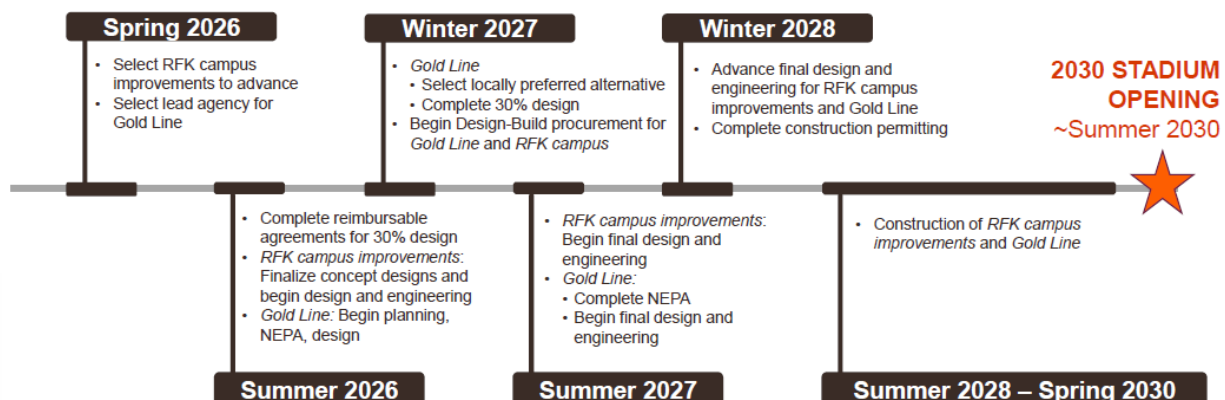 Spring 2026
• Select RFK campus
improvements to advance
• Select lead agency for
Gold Line
Winter 2027
• Gold Line
• Select locally preferred alternative
• Complete 30% design
• Begin Design-Build procurement for
Gold Line and RFK campus
Winter 2028
• Advance final design and
engineering for RFK campus
improvements and Gold Line
• Complete construction permitting
2030 STADIUM
OPENING
~Summer 2030
• Complete reimbursable
agreements for 30% design
• RFK campus improvements:
Finalize concept designs and
begin design and engineering
• Gold Line: Begin planning,
NEPA, design
Summer 2026
• RFK campus improvements:
Begin final design and
engineering
• Gold Line:
• Complete NEPA
• Begin final design and
engineering
Summer 2027
• Construction of RFK campus
improvements and Gold Line
Summer 2028 – Spring 2030